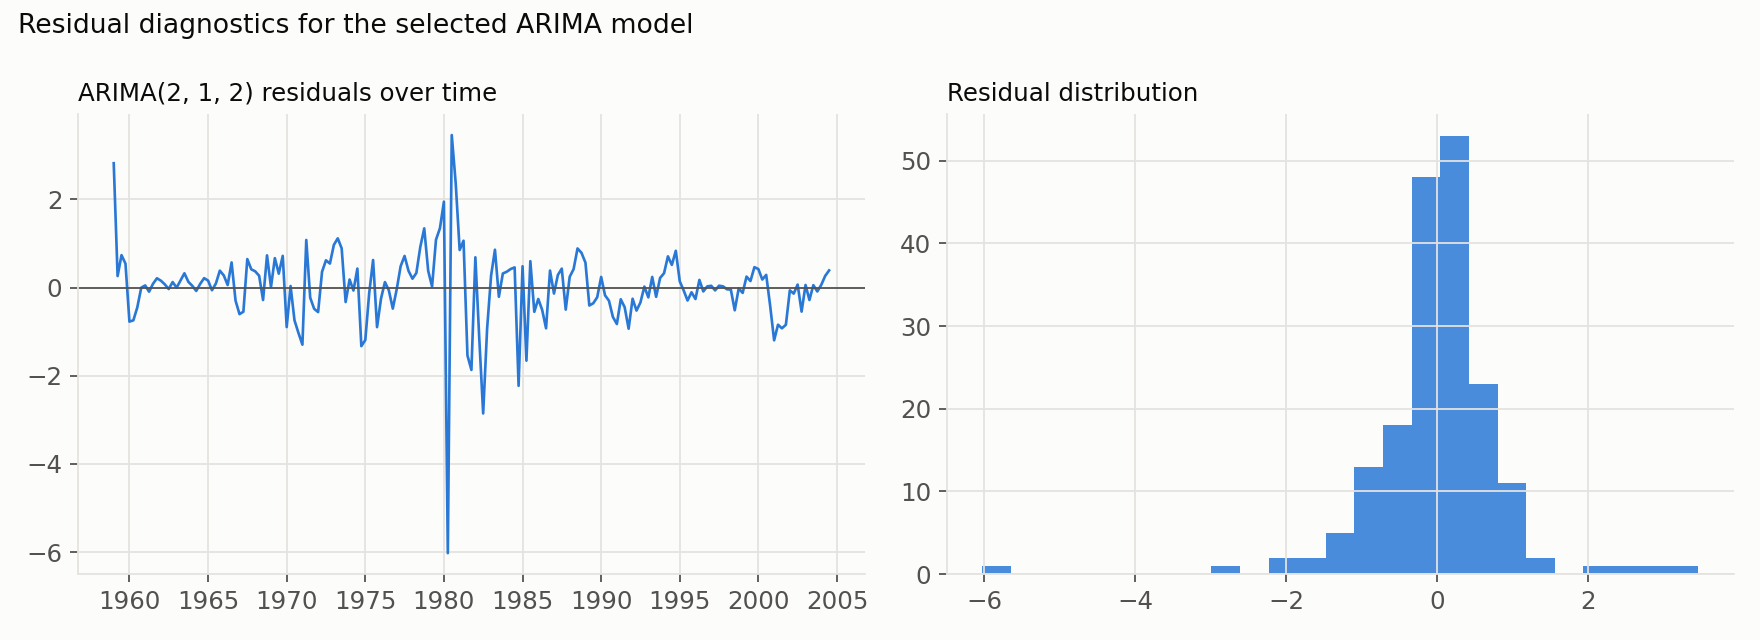 Residual diagnostics for the selected ARIMA model
ARIMA(2, 1, 2) residuals over time
2
0
−2
−4
−6
1960 1965 1970 1975 1980 1985 1990 1995 2000 2005
Residual distribution
50
40
30
20
10
0
−6 −4 −2 0 2